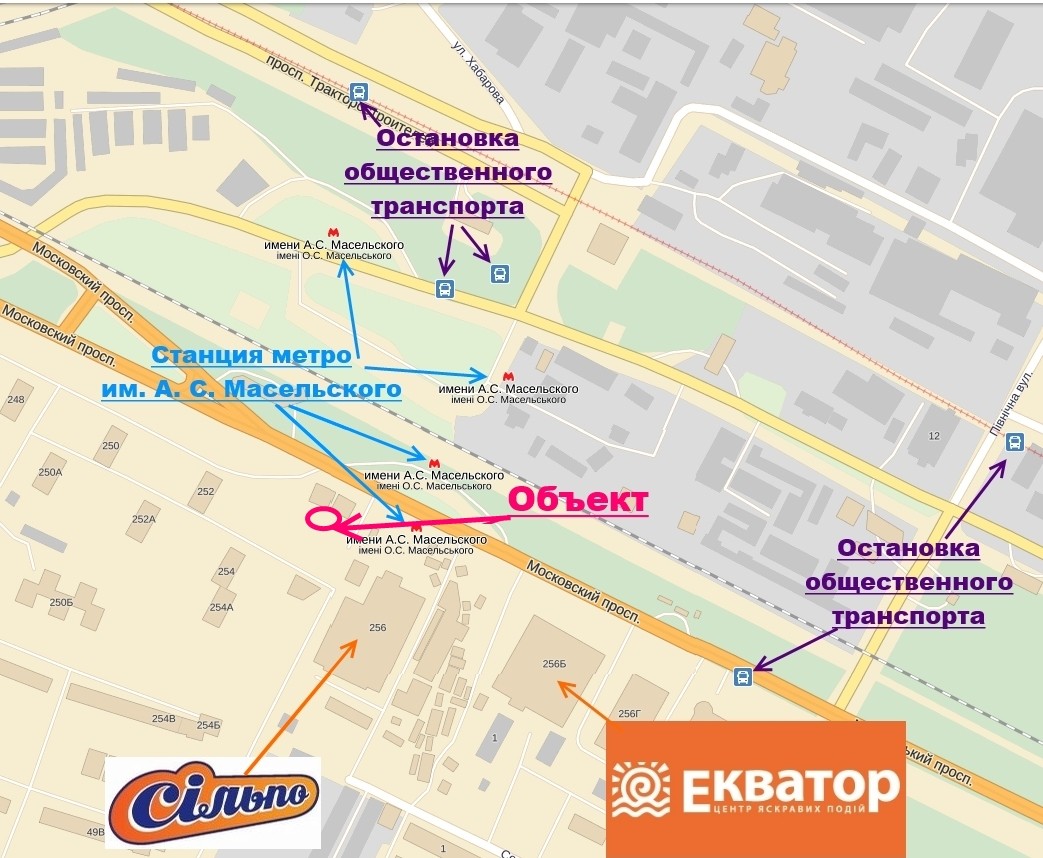 ул. Хабарова
просп. Тракторостроителей
Остановка
общественного
транспорта
имени А.С. Масельского
імені О.С. Масельського
Московский просп.
Московский просп.
Станция метро
им. А. С. Масельского
имени А.С. Масельского
імені О.С. Масельського
Північна вул.
248
12
250
250А
имени А.С. Масельского
імені О.С. Масельського
252
Объект
252А
имени А.С. Масельского
імені О.С. Масельського
Остановка
общественного
транспорта
254
Московский просп.
250Б
254А
256
256Б
254В
254Б
256Г
1
ький просп.
Сільпо
ЕКВАТОР
ЦЕНТР ЯСКРАВИХ ПОДІЙ
49В
1